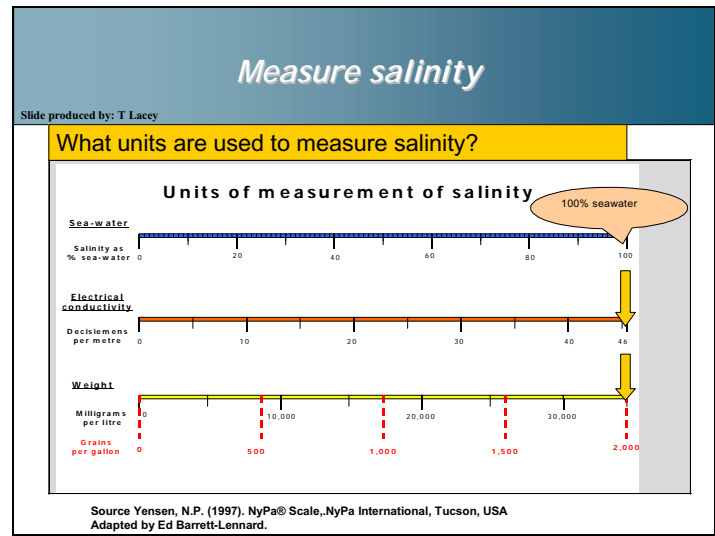 Measure salinity
Slide produced by: T Lacey
What units are used to measure salinity?
Units of measurement of salinity
100% seawater
Sea-water
Salinity as
% sea-water
0 20 40 60 80 100
Electrical
conductivity
Decisiemens
per metre
0 10 20 30 40 46
Weight
Milligrams
per litre
0 10,000 20,000 30,000
Grains
per gallon
0 500 1,000 1,500 2,000
Source Yensen, N.P. (1997). NyPa® Scale,.NyPa International, Tucson, USA
Adapted by Ed Barrett-Lennard.